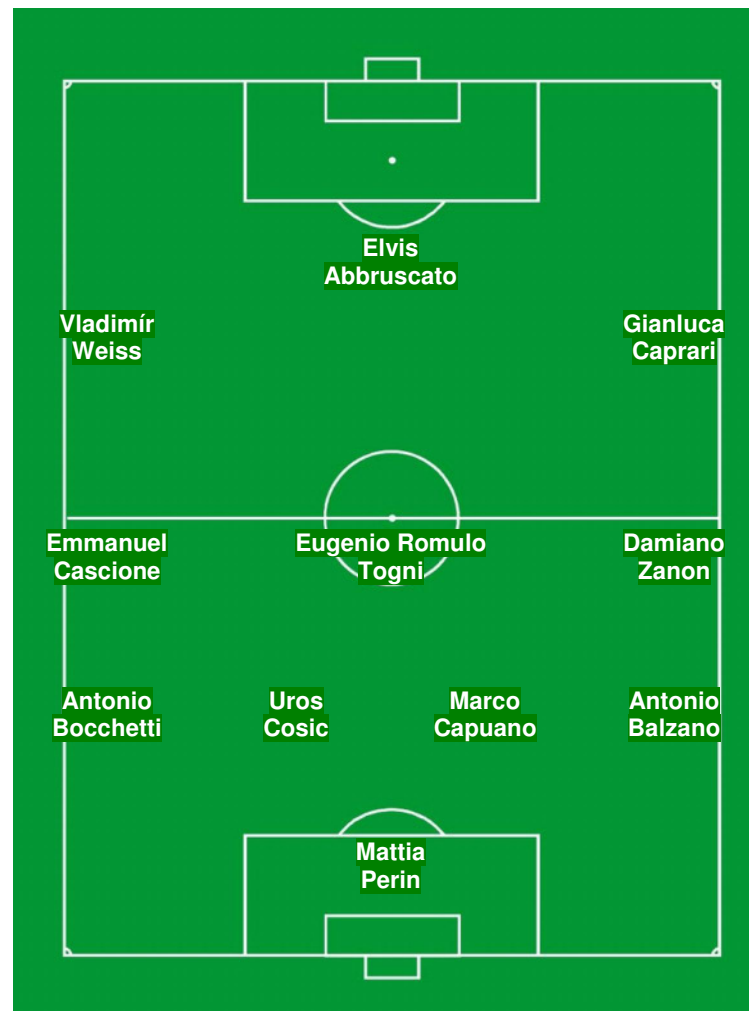 Elvis
Abbruscato
Vladimír
Weiss
Gianluca
Caprari
Emmanuel
Cascione
Eugenio Romulo
Togni
Damiano
Zanon
Antonio
Bocchetti
Uros
Cosic
Marco
Capuano
Antonio
Balzano
Mattia
Perin